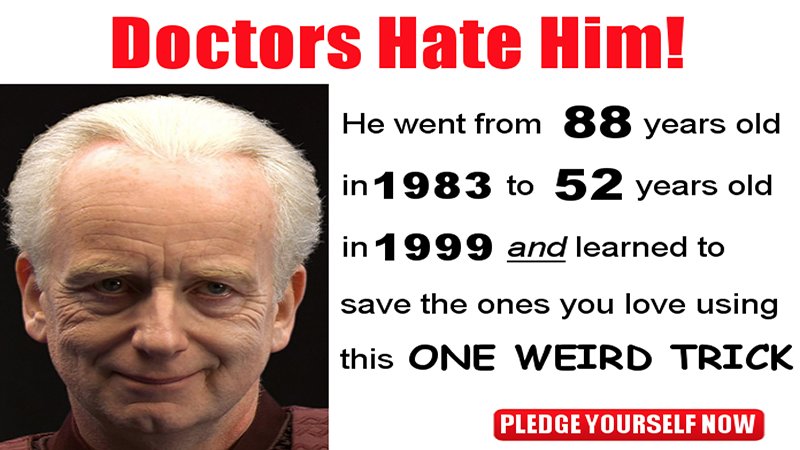 Doctors Hate Him!
He went from 88 years old
in 1983 to 52 years old
in 1999 and learned to
save the ones you love using
this ONE WEIRD TRICK
PLEDGE YOURSELF NOW